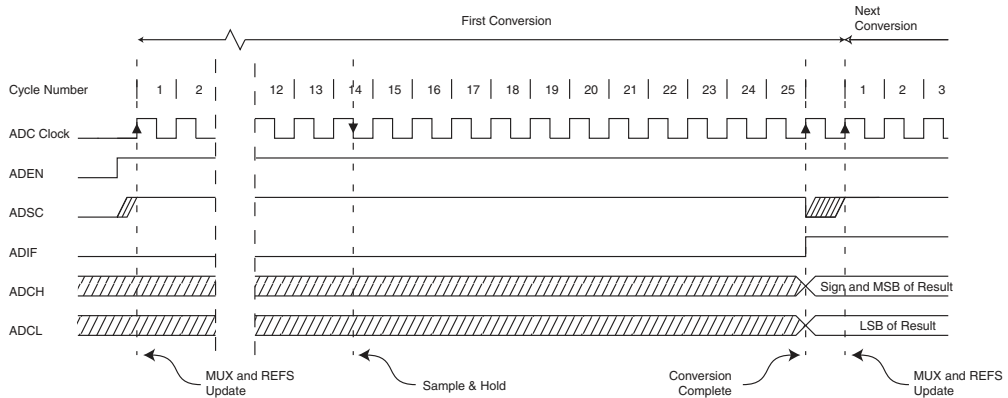 First Conversion
Next
Conversion
Cycle Number 1 2 12 13 14 15 16 17 18 19 20 21 22 23 24 25 1 2 3
ADC Clock
ADEN
ADSC
ADIF
ADCH Sign and MSB of Result
ADCL LSB of Result
MUX and REFS
Update
Sample & Hold
Conversion
Complete
MUX and REFS
Update